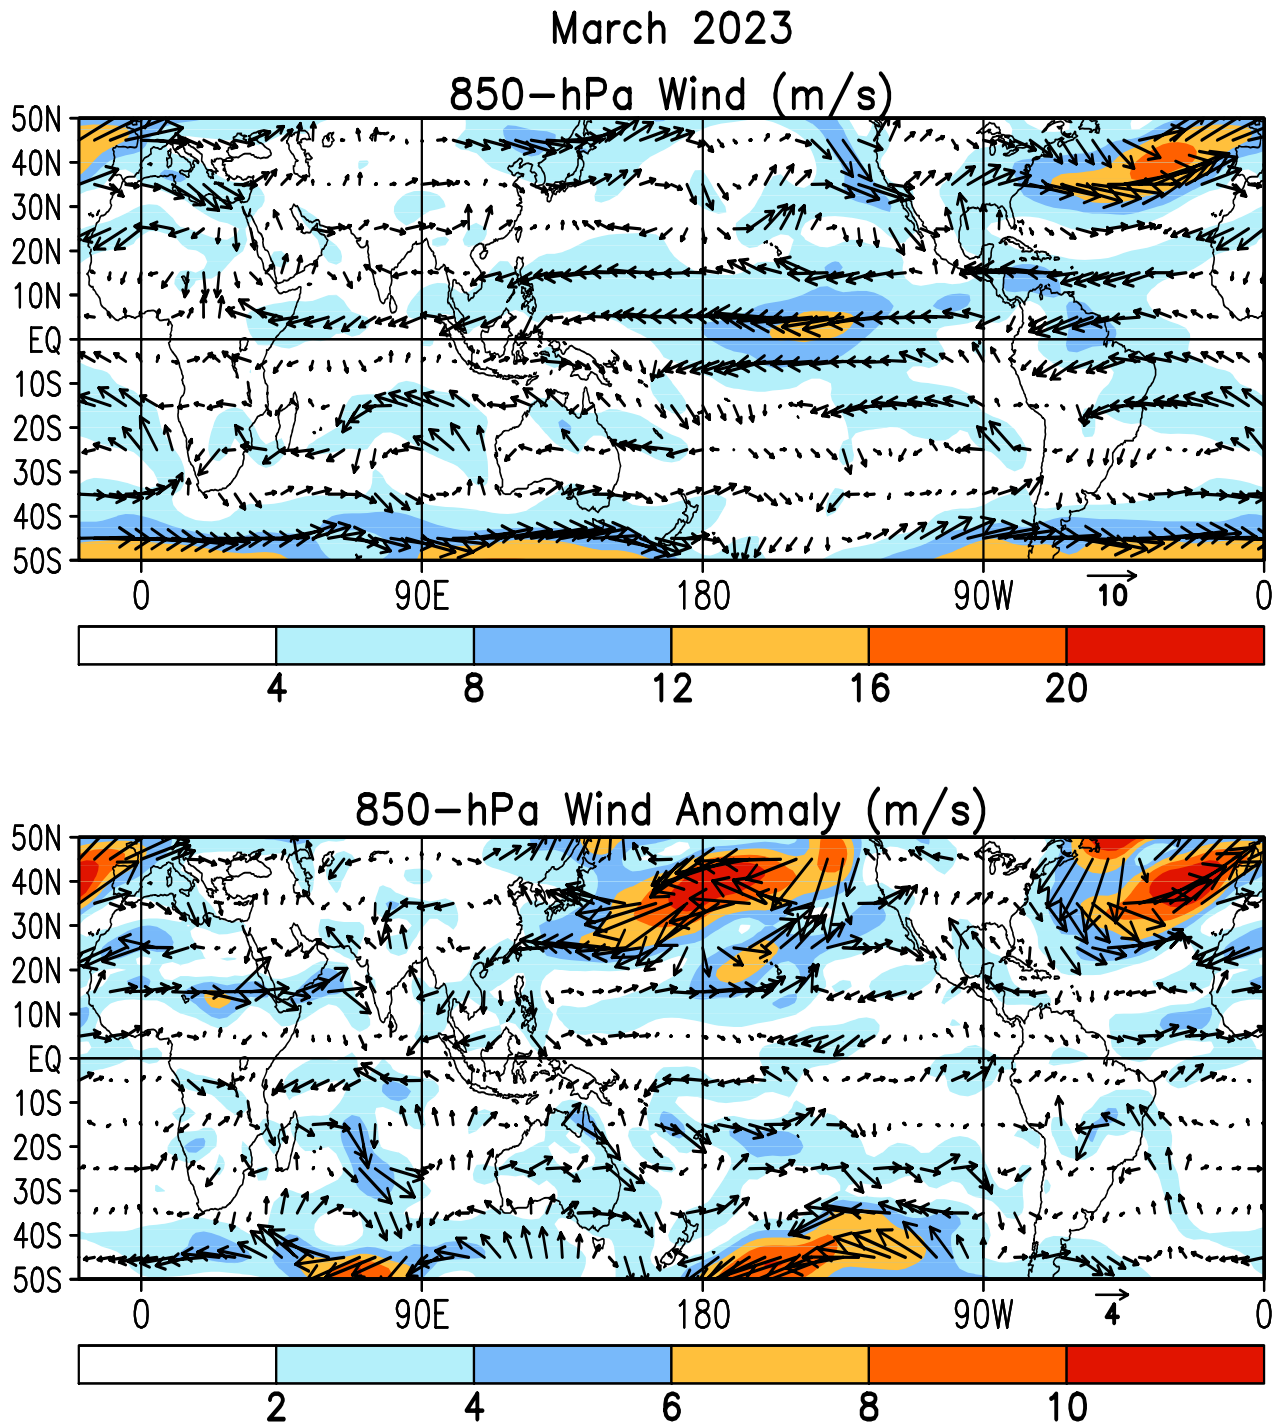 March 2023
850-hPa Wind (m/s)
50N
40N
30N
20N
10N
EQ
10S
20S
30S
40S
50S
0 90E 180 90W 0
10
4 8 12 16 20
850-hPa Wind Anomaly (m/s)
50N
40N
30N
20N
10N
EQ
10S
20S
30S
40S
50S
0 90E 180 90W 0
4
2 4 6 8 10